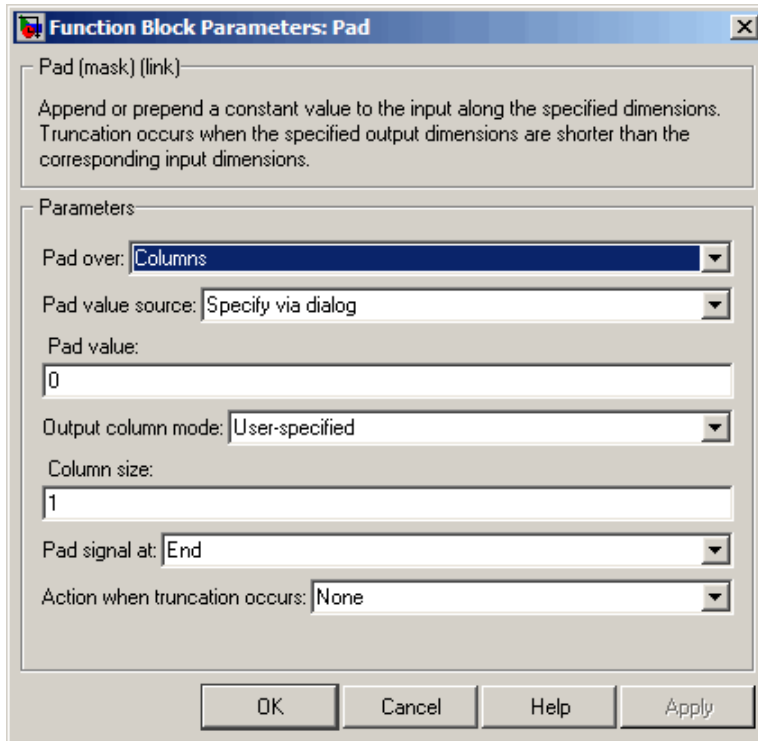 Function Block Parameters: Pad
Pad (mask) (link)
Append or prepend a constant value to the input along the specified dimensions.
Truncation occurs when the specified output dimensions are shorter than the
corresponding input dimensions.
Parameters
Pad over: Columns
Pad value source: Specify via dialog
Pad value:
0
Output column mode: User-specified
Column size:
1
Pad signal at: End
Action when truncation occurs: None
OK Cancel Help Apply